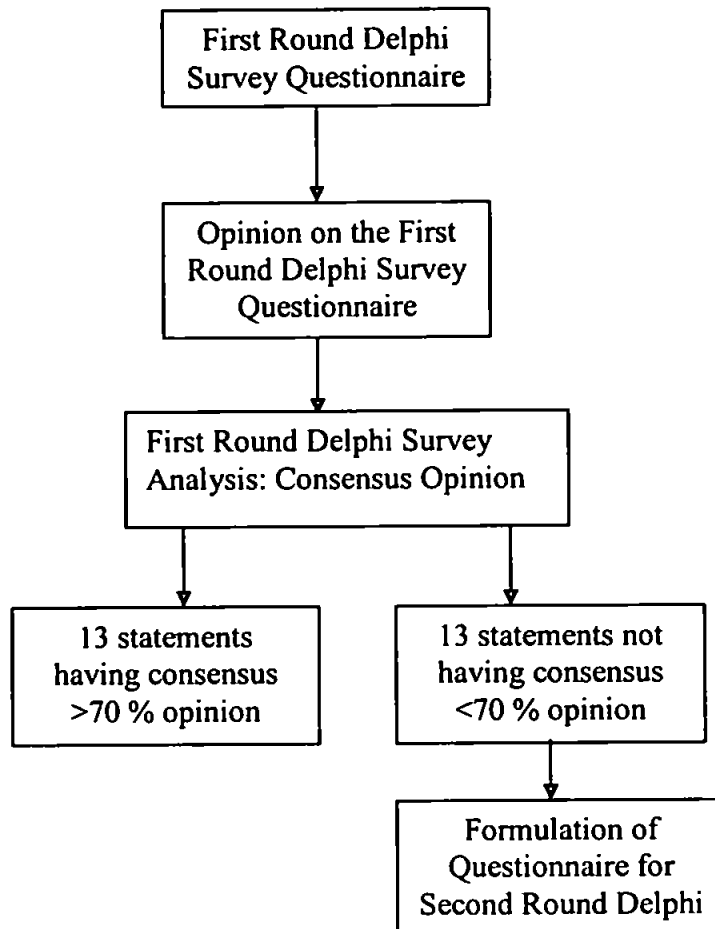 First Round Delphi
Survey Questionnaire
Opinion on the First
Round Delphi Survey
Questionnaire
First Round Delphi Survey
Analysis: Consensus Opinion
13 statements
having consensus
>70 % opinion
13 statements not
having consensus
<70 % opinion
Formulation of
Questionnaire for
Second Round Delphi